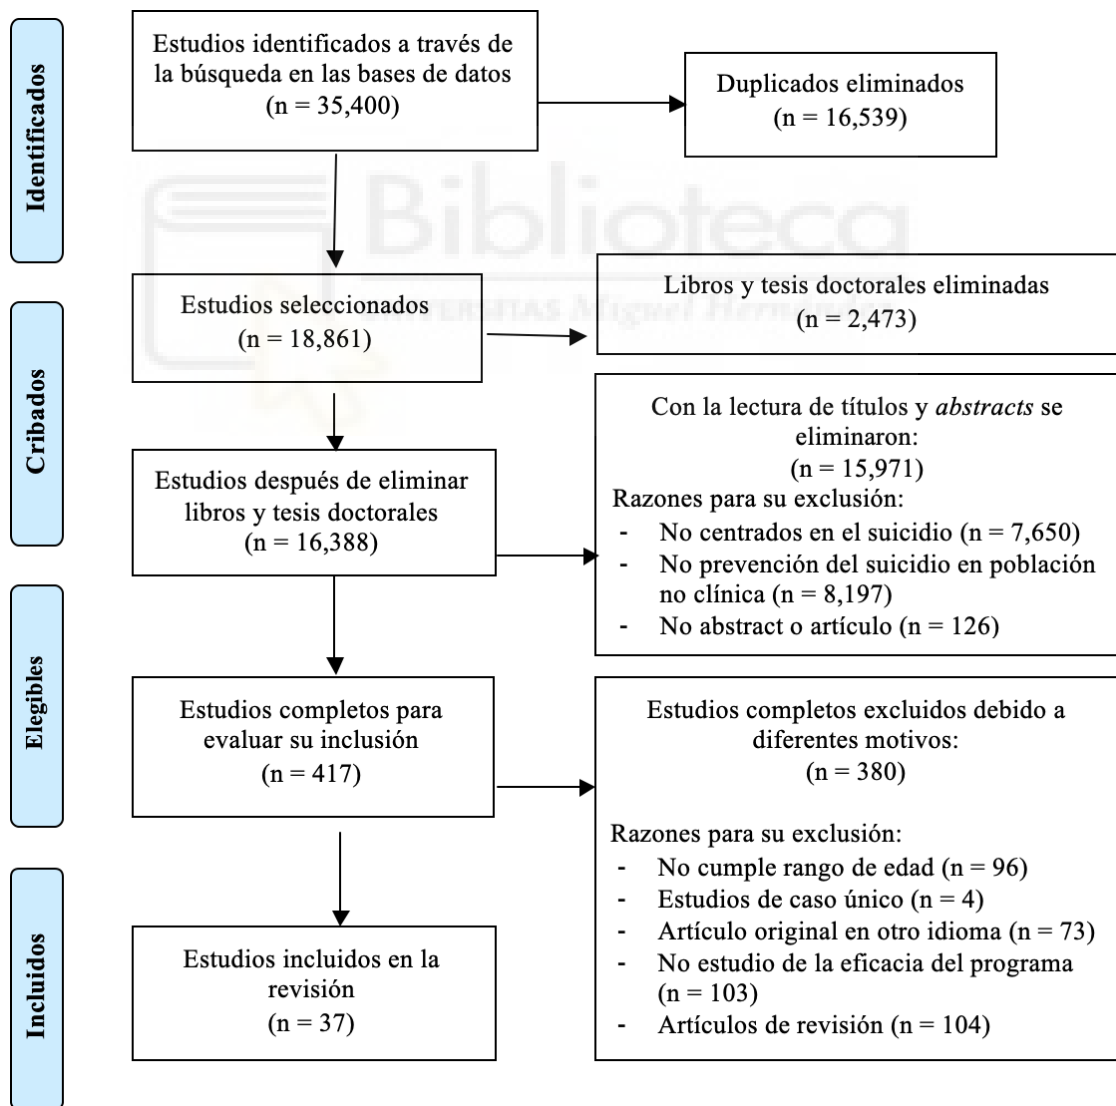 Identificados
Estudios identificados a través de
la búsqueda en las bases de datos
(n = 35,400)
Duplicados eliminados
(n = 16,539)
Biblioteca
UNIVERSITAS Miguel Hernández
Cribados
Estudios seleccionados
(n = 18,861)
Libros y tesis doctorales eliminadas
(n = 2,473)
Estudios después de eliminar
libros y tesis doctorales
(n = 16,388)
Con la lectura de títulos y abstracts se
eliminaron:
(n = 15,971)
Razones para su exclusión:
- No centrados en el suicidio (n = 7,650)
- No prevención del suicidio en población
no clínica (n = 8,197)
- No abstract o artículo (n = 126)
Elegibles
Estudios completos para
evaluar su inclusión
(n = 417)
Estudios completos excluidos debido a
diferentes motivos:
(n = 380)
Razones para su exclusión:
- No cumple rango de edad (n = 96)
- Estudios de caso único (n = 4)
- Artículo original en otro idioma (n = 73)
- No estudio de la eficacia del programa
(n = 103)
- Artículos de revisión (n = 104)
Incluidos
Estudios incluidos en la
revisión
(n = 37)